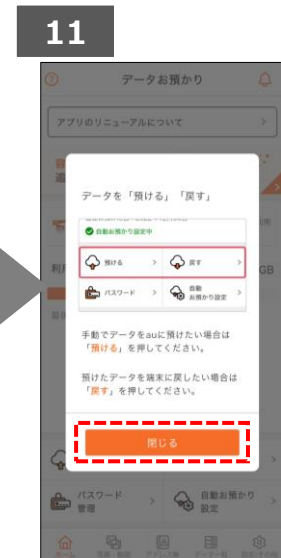 11
データお預かり
アプリのリニューアルについて
データを「預ける」「戻す」
自動お預かり設定中
預ける
戻す
パスワード
自動
お預かり設定
利用
GB
手動でデータをauに預けたい場合は
「預ける」を押してください。
預けたデータを端末に戻したい場合は
「戻す」を押してください。
閉じる
パスワード
管理
自動お預かり
設定
ホーム